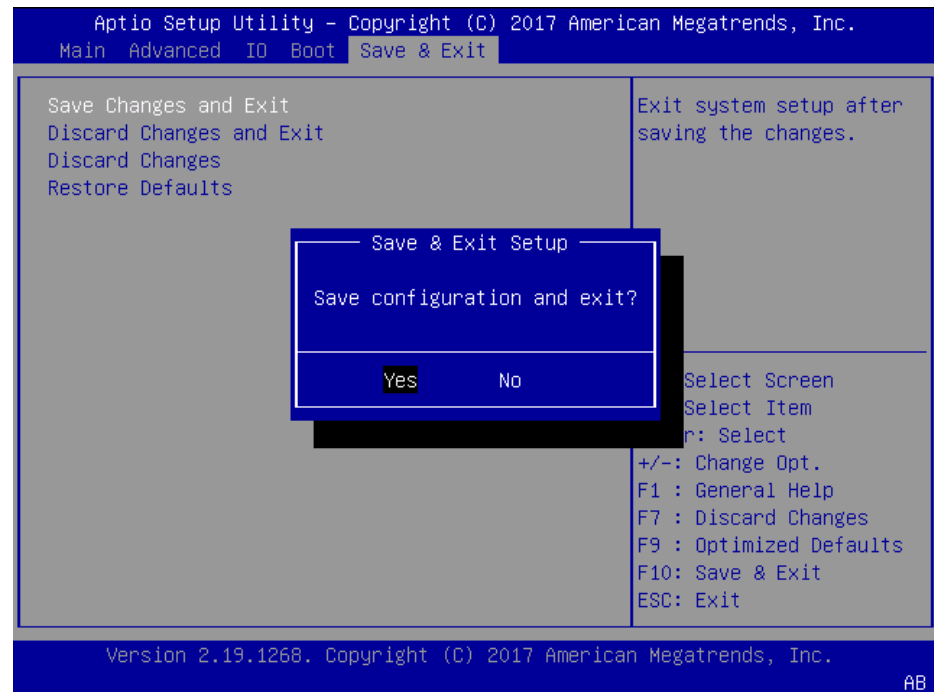 Aptio Setup Utility – Copyright (C) 2017 American Megatrends, Inc.
Main Advanced IO Boot Save & Exit
Save Changes and Exit
Discard Changes and Exit
Discard Changes
Restore Defaults
Exit system setup after
saving the changes.
Save & Exit Setup
Save configuration and exit?
Yes No
Select Screen
Select Item
r: Select
+/-: Change Opt.
F1 : General Help
F7 : Discard Changes
F9 : Optimized Defaults
F10: Save & Exit
ESC: Exit
Version 2.19.1268. Copyright (C) 2017 American Megatrends, Inc.
AB